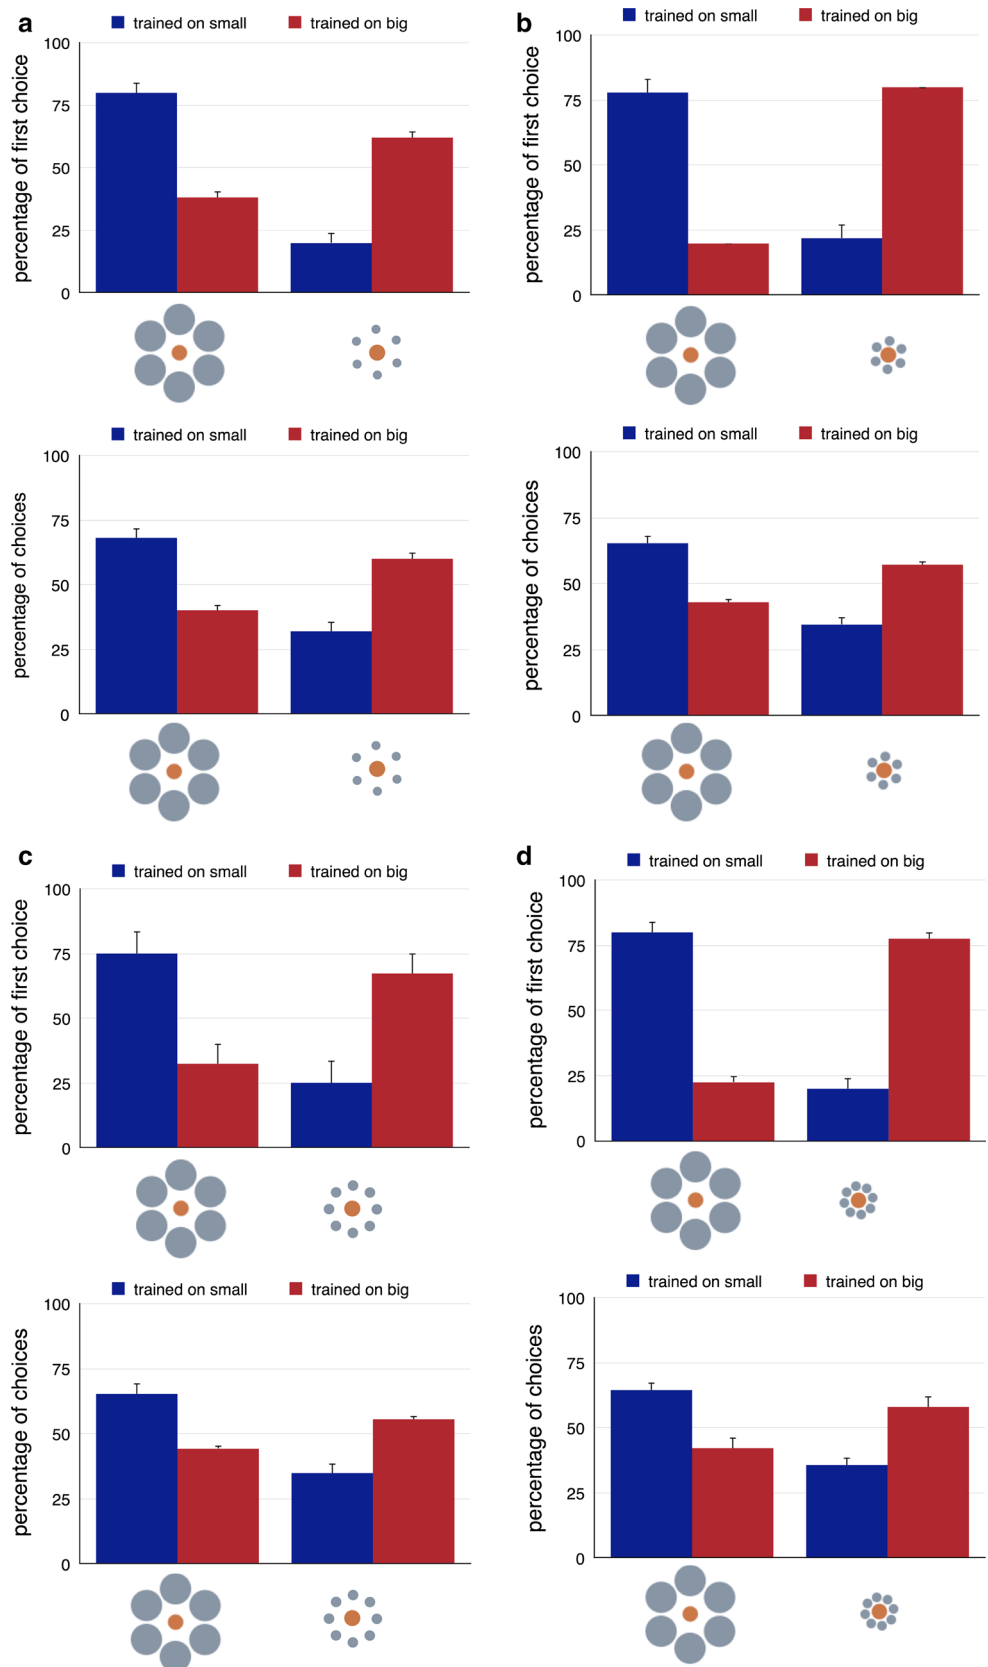 a
trained on small trained on big
percentage of first choice
100
75
50
25
0
b
trained on small trained on big
percentage of first choice
100
75
50
25
0
trained on small trained on big
percentage of choices
100
75
50
25
0
trained on small trained on big
percentage of choices
100
75
50
25
0
c
trained on small trained on big
percentage of first choice
100
75
50
25
0
d
trained on small trained on big
percentage of first choice
100
75
50
25
0
trained on small trained on big
percentage of choices
100
75
50
25
0
trained on small trained on big
percentage of choices
100
75
50
25
0